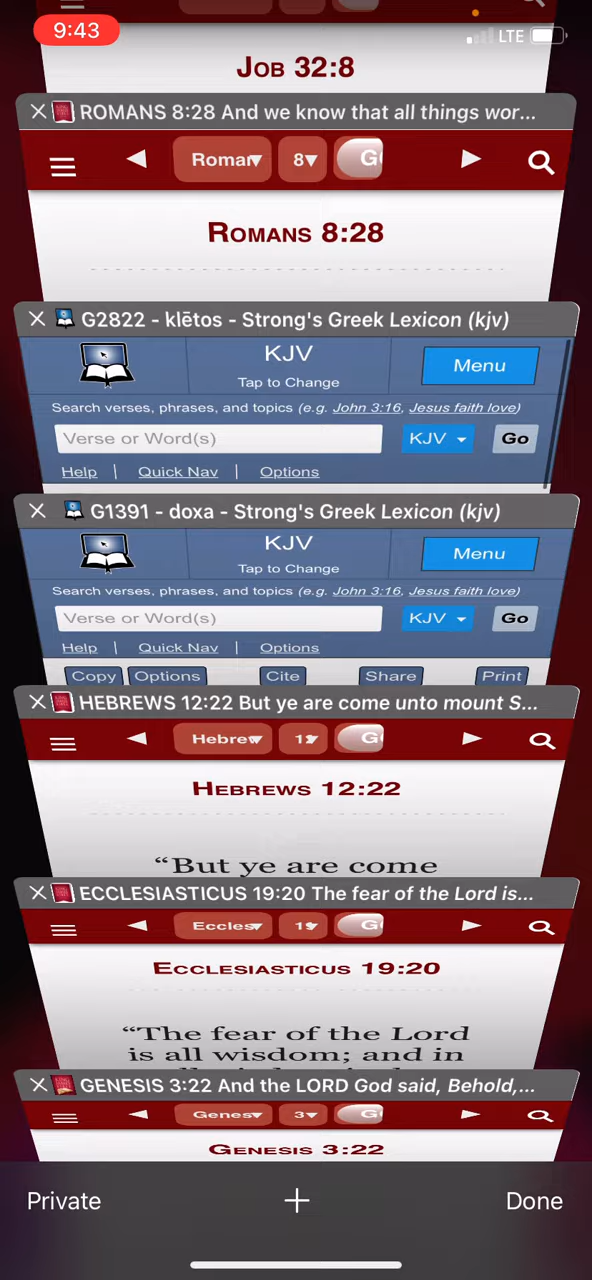 9:43
LTE
Job 32:8
ROMANS 8:28 And we know that all things wor...
8
G
Romans 8:28
G2822 - klētos - Strong's Greek Lexicon (kjv)
KJV
Tap to Change
Menu
Search verses, phrases, and topics (e.g. John 3:16, Jesus faith love)
Verse or Word(s)
KJV
Go
Help | Quick Nav | Options
G1391 - doxa - Strong's Greek Lexicon (kjv)
KJV
Tap to Change
Menu
Search verses, phrases, and topics (e.g. John 3:16, Jesus faith love)
Verse or Word(s)
KJV
Go
Help | Quick Nav | Options
Copy Options Cite Share Print
HEBREWS 12:22 But ye are come unto mount S...
Hebrew G
Hebrews 12:22
“But ye are come
ECCLESIASTICUS 19:20 The fear of the Lord is...
Eccles G
Ecclesiasticus 19:20
“The fear of the Lord
is all wisdom; and in
GENESIS 3:22 And the LORD God said, Behold,...
Genes 3 G
Genesis 3:22
Private + Done